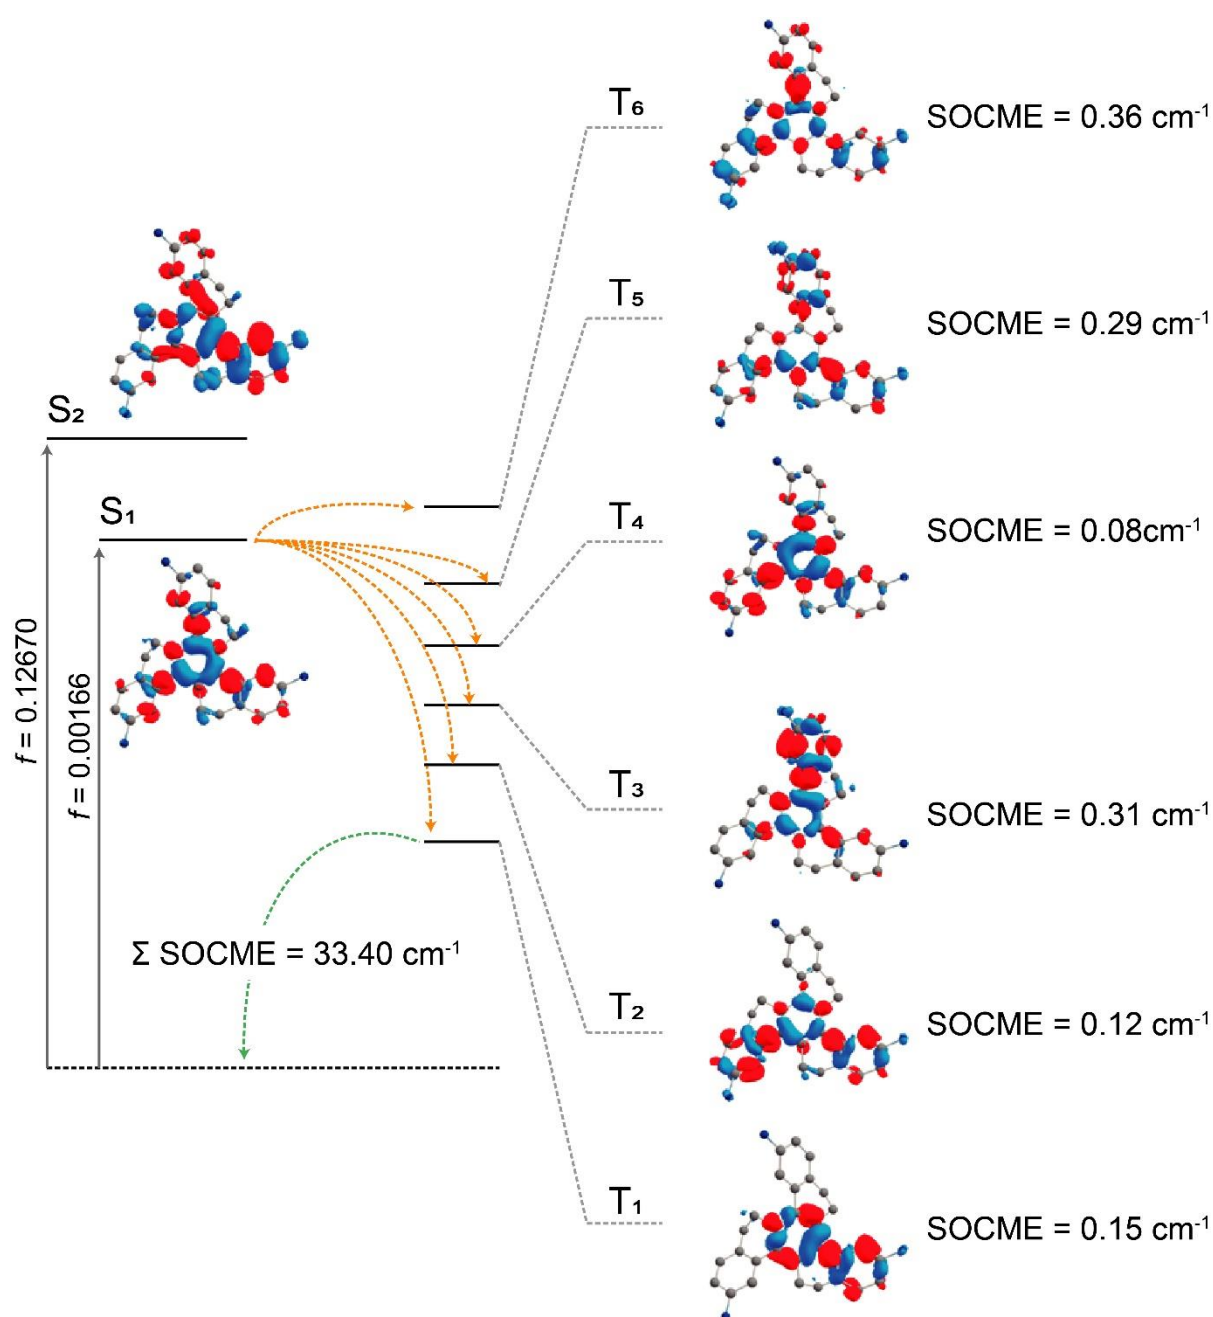 T₆
SOCME = 0.36 cm⁻¹
T₅
SOCME = 0.29 cm⁻¹
S₂
T₄
SOCME = 0.08cm⁻¹
S₁
f = 0.12670
f = 0.00166
T₃
SOCME = 0.31 cm⁻¹
Σ SOCME = 33.40 cm⁻¹
T₂
SOCME = 0.12 cm⁻¹
T₁
SOCME = 0.15 cm⁻¹